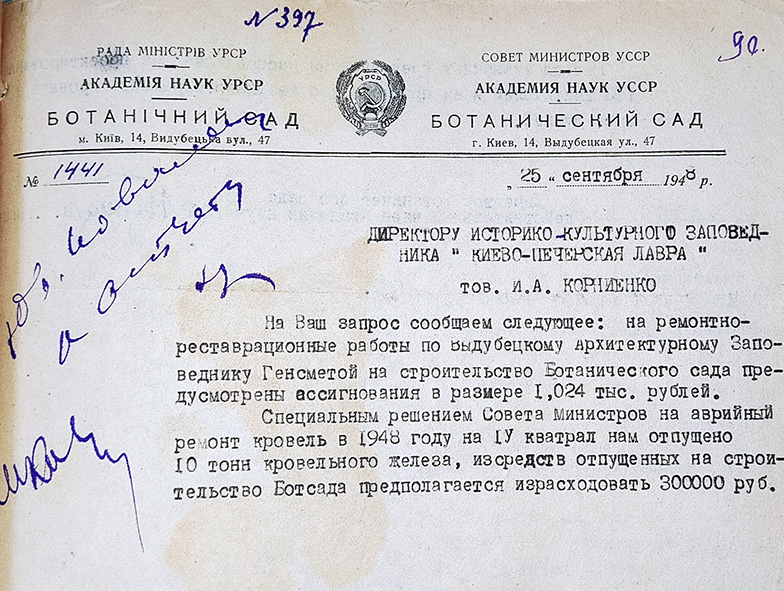 N 397
90.
РАДА МІНІСТРІВ УРСР
АКАДЕМІЯ НАУК УРСР
БОТАНІЧНИЙ САД
м. Київ, 14, Видубецька вул., 47
УРСР
СОВЕТ МИНИСТРОВ УССР
АКАДЕМИЯ НАУК УССР
БОТАНИЧЕСКИЙ САД
г. Киев, 14, Выдубецкая ул., 47
№ 1441
„ 25 “ сентября 1948 г.
ДИРЕКТОРУ ИСТОРИКО-КУЛЬТУРНОГО ЗАПОВЕД-
НИКА " КИЕВО-ПЕЧЕРСКАЯ ЛАВРА "
тов. И.А. КОРНИЕНКО
На Ваш запрос сообщаем следующее: на ремонтно-
реставрационные работы по Выдубецкому Архитектурному Запо-
веднику Генсметой на строительство Ботанического сада пре-
дусмотрены ассигнования в размере 1,024 тыс. рублей.
Специальным решением Совета Министров на аврийный
ремонт кровель в 1948 году на IУ кватрал нам отпущено
10 тонн кровельного железа, изсредств отпущенных на строи-
тельство Ботсада предполагается израсходовать 300000 руб.